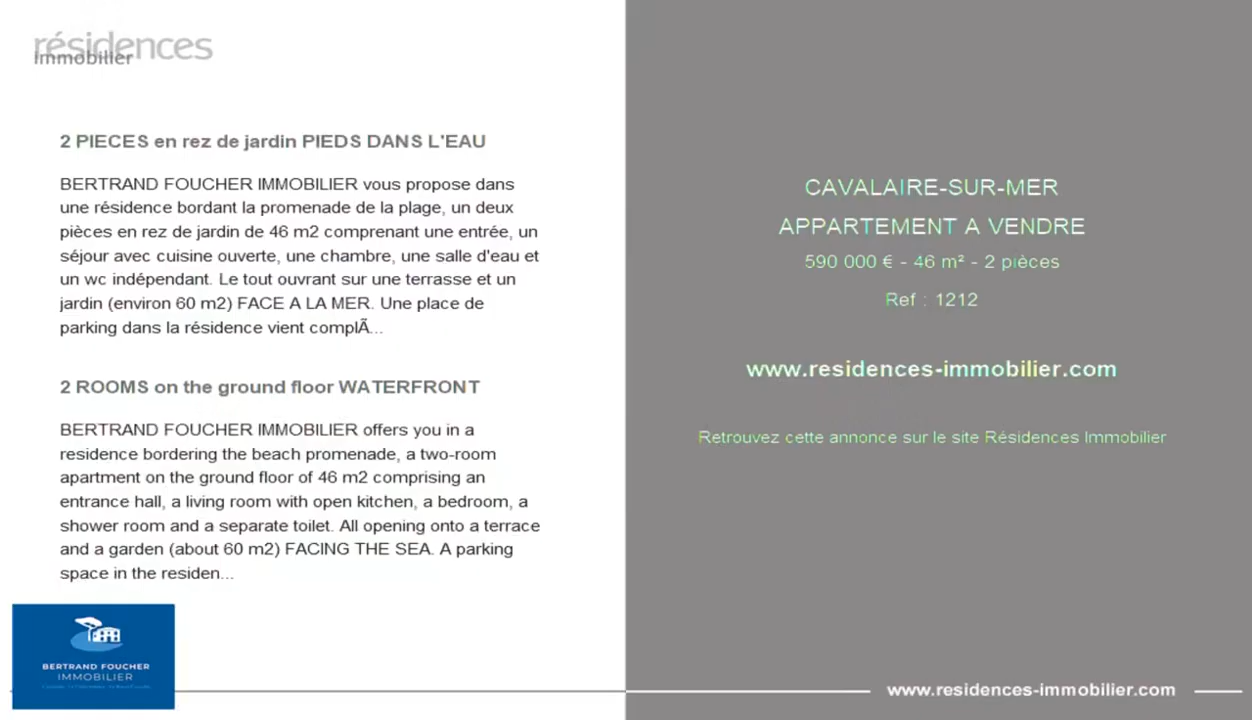 résidences
immobilier
2 PIECES en rez de jardin PIEDS DANS L'EAU
BERTRAND FOUCHER IMMOBILIER vous propose dans
une résidence bordant la promenade de la plage, un deux
pièces en rez de jardin de 46 m2 comprenant une entrée, un
séjour avec cuisine ouverte, une chambre, une salle d'eau et
un wc indépendant. Le tout ouvrant sur une terrasse et un
jardin (environ 60 m2) FACE A LA MER. Une place de
parking dans la résidence vient complÃ...
2 ROOMS on the ground floor WATERFRONT
BERTRAND FOUCHER IMMOBILIER offers you in a
residence bordering the beach promenade, a two-room
apartment on the ground floor of 46 m2 comprising an
entrance hall, a living room with open kitchen, a bedroom, a
shower room and a separate toilet. All opening onto a terrace
and a garden (about 60 m2) FACING THE SEA. A parking
space in the residen...
BERTRAND FOUCHER
IMMOBILIER
CAVALAIRE-SUR-MER
APPARTEMENT A VENDRE
590 000 € - 46 m² - 2 pièces
Ref : 1212
www.residences-immobilier.com
Retrouvez cette annonce sur le site Résidences Immobilier
www.residences-immobilier.com